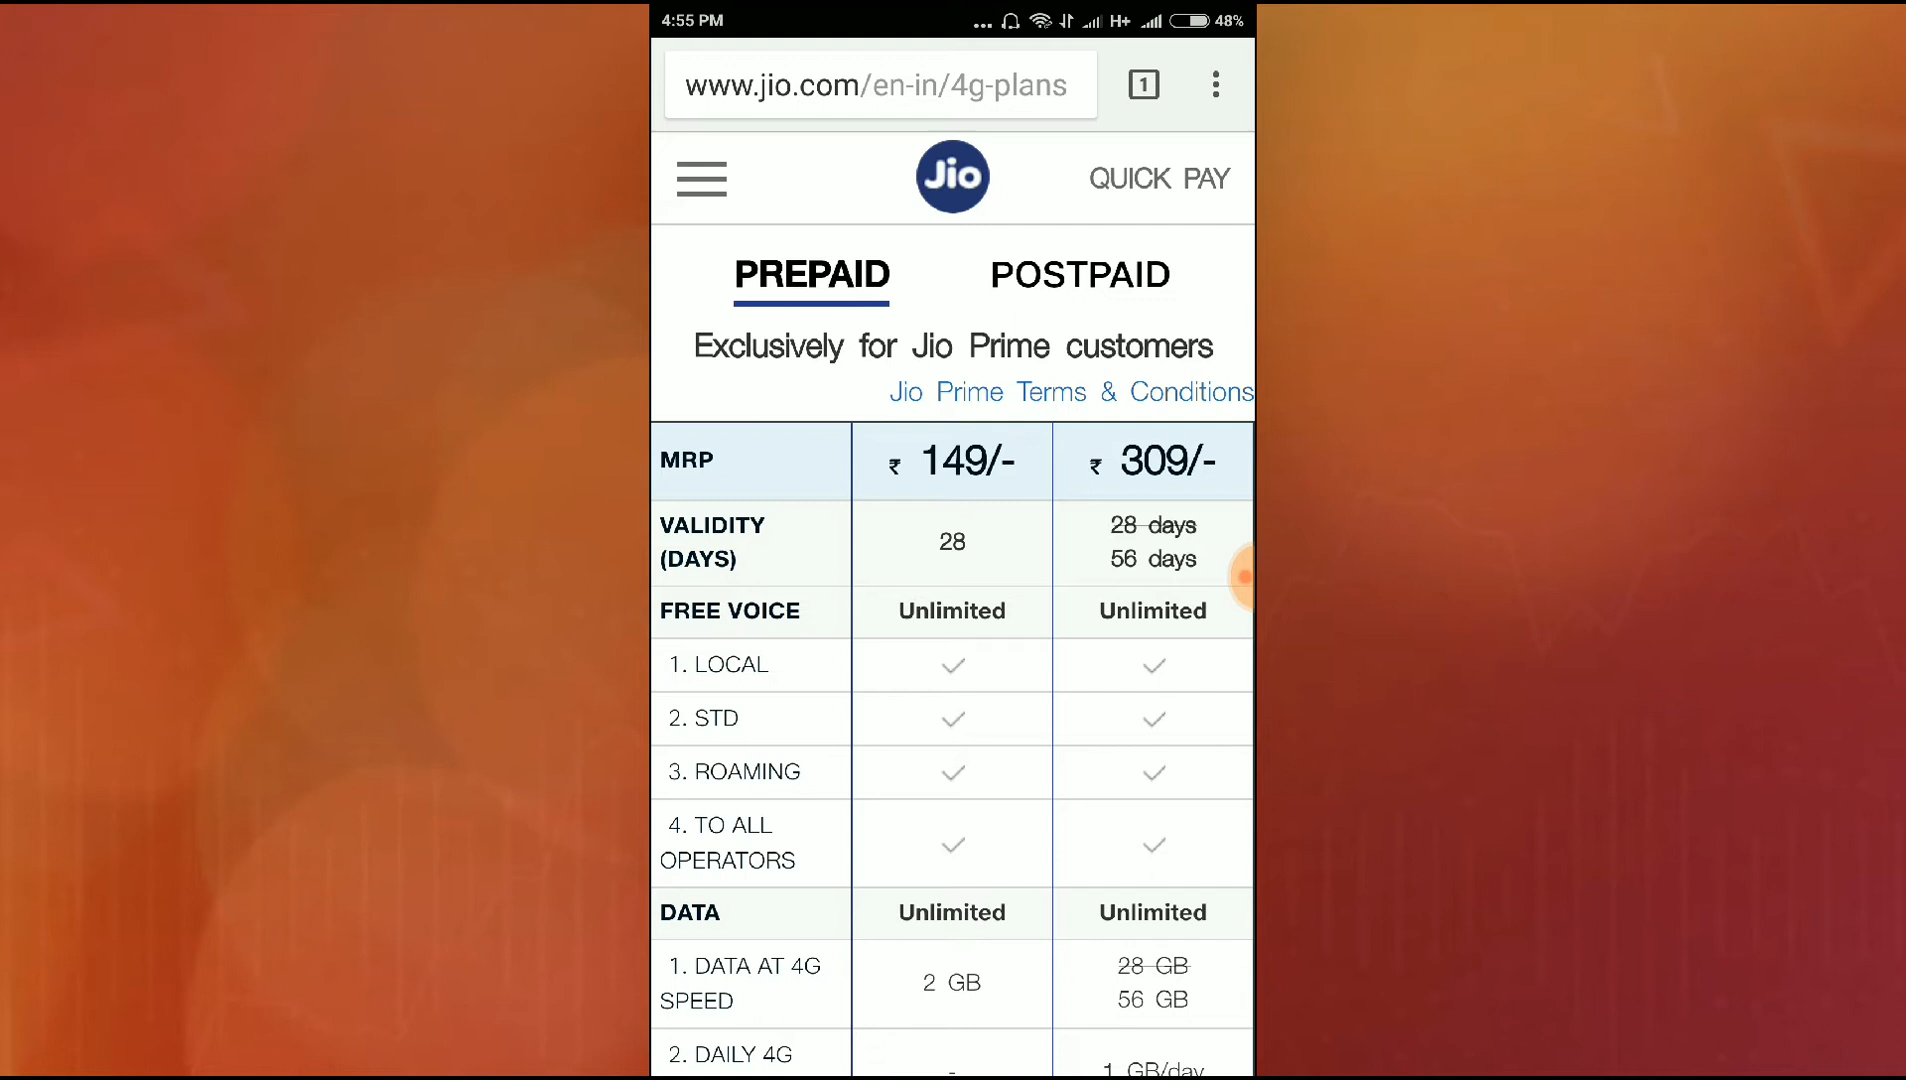 4:55 PM ... H+ 48%
www.jio.com/en-in/4g-plans 1
Jio QUICK PAY
PREPAID POSTPAID
Exclusively for Jio Prime customers
Jio Prime Terms & Conditions
MRP ₹ 149/- ₹ 309/-
VALIDITY (DAYS) 28 28 days 56 days
FREE VOICE Unlimited Unlimited
1. LOCAL
2. STD
3. ROAMING
4. TO ALL
OPERATORS
DATA Unlimited Unlimited
1. DATA AT 4G SPEED 2 GB 28 GB 56 GB
2. DAILY 4G - 1 GB/day